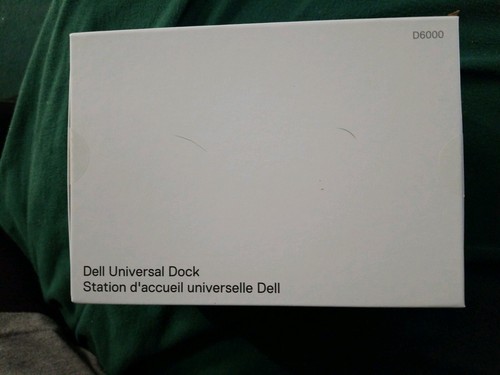 D6000
Dell Universal Dock
Station d'accueil universelle Dell